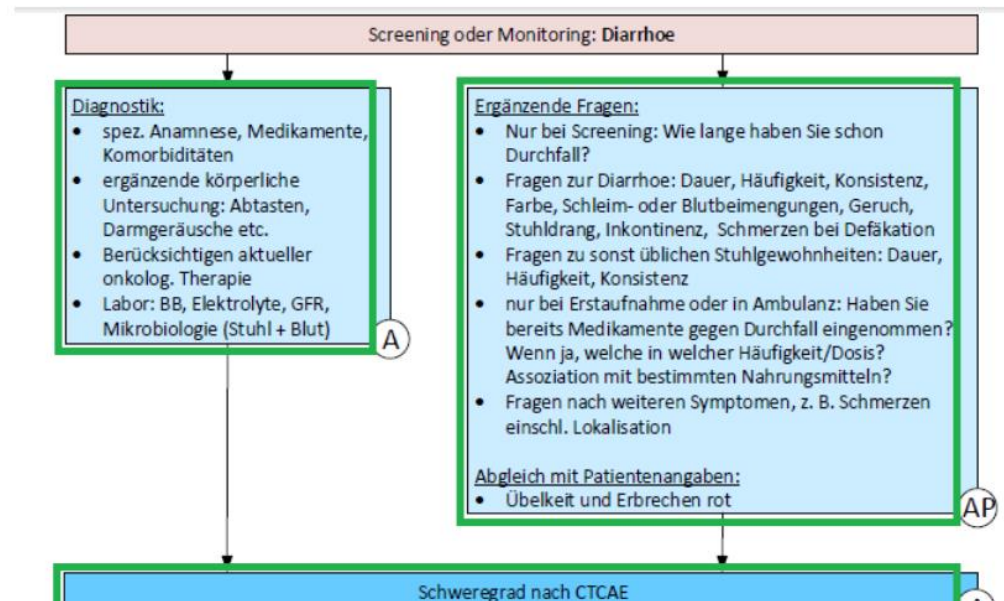 Screening oder Monitoring: Diarrhoe
Diagnostik:
• spez. Anamnese, Medikamente,
Komorbiditäten
• ergänzende körperliche
Untersuchung: Abtasten,
Darmgeräusche etc.
• Berücksichtigen aktueller
onkolog. Therapie
• Labor: BB, Elektrolyte, GFR,
Mikrobiologie (Stuhl + Blut)
A
Ergänzende Fragen:
• Nur bei Screening: Wie lange haben Sie schon
Durchfall?
• Fragen zur Diarrhoe: Dauer, Häufigkeit, Konsistenz,
Farbe, Schleim- oder Blutbeimengungen, Geruch,
Stuhldrang, Inkontinenz, Schmerzen bei Defäkation
• Fragen zu sonst üblichen Stuhlgewohnheiten: Dauer,
Häufigkeit, Konsistenz
• nur bei Erstaufnahme oder in Ambulanz: Haben Sie
bereits Medikamente gegen Durchfall eingenommen?
Wenn ja, welche in welcher Häufigkeit/Dosis?
Assoziation mit bestimmten Nahrungsmitteln?
• Fragen nach weiteren Symptomen, z. B. Schmerzen
einschl. Lokalisation
Abgleich mit Patientenangaben:
• Übelkeit und Erbrechen rot
AP
Schweregrad nach CTCAE